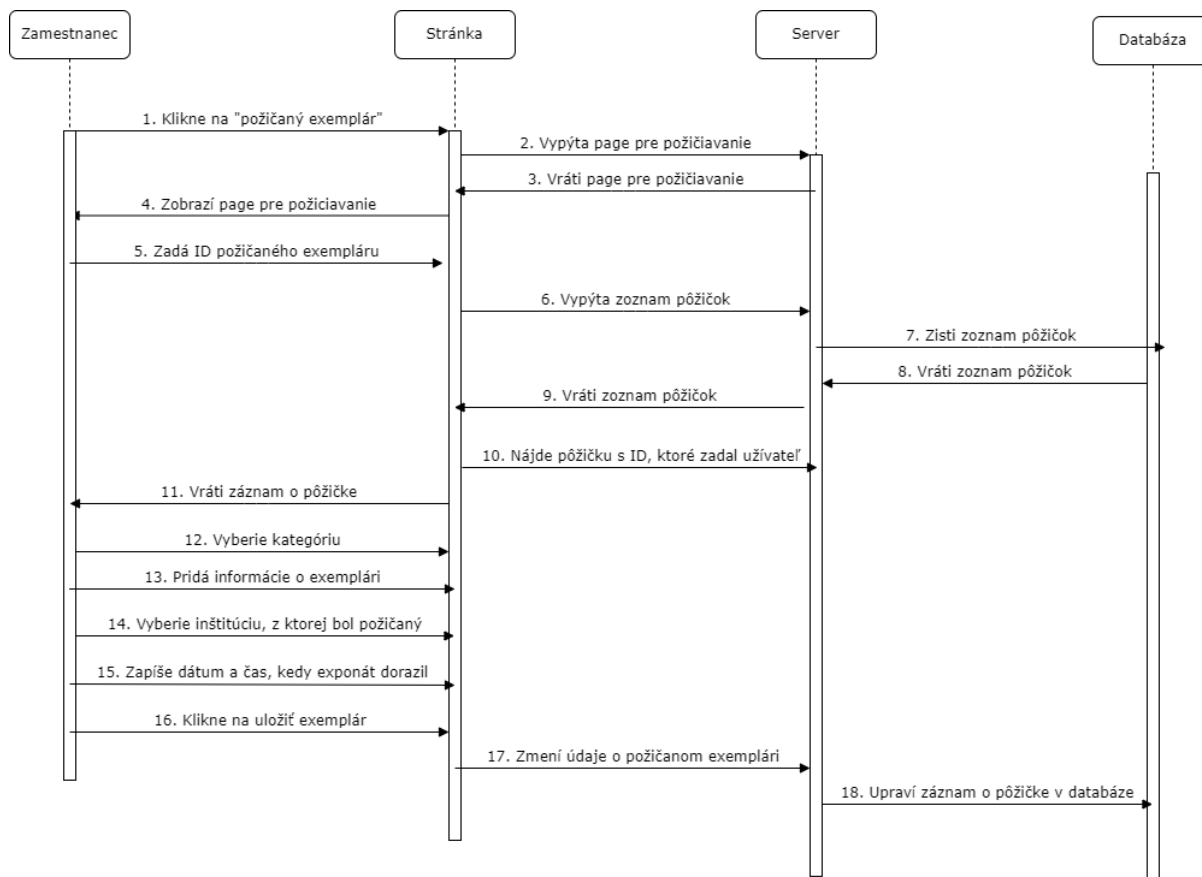 Zamestnanec
Stránka
Server
Databáza
1. Klikne na "požičaný exemplár"
2. Vypýta page pre požičiavanie
3. Vráti page pre požičiavanie
4. Zobrazí page pre požiciavanie
5. Zadá ID požičaného exempláru
6. Vypýta zoznam pôžičok
7. Zisti zoznam pôžičok
8. Vráti zoznam pôžičok
9. Vráti zoznam pôžičok
10. Nájde pôžičku s ID, ktoré zadal užívateľ
11. Vráti záznam o pôžičke
12. Vyberie kategóriu
13. Pridá informácie o exemplári
14. Vyberie inštitúciu, z ktorej bol požičaný
15. Zapíše dátum a čas, kedy exponát dorazil
16. Klikne na uložiť exemplár
17. Zmení údaje o požičanom exemplári
18. Upraví záznam o pôžičke v databáze